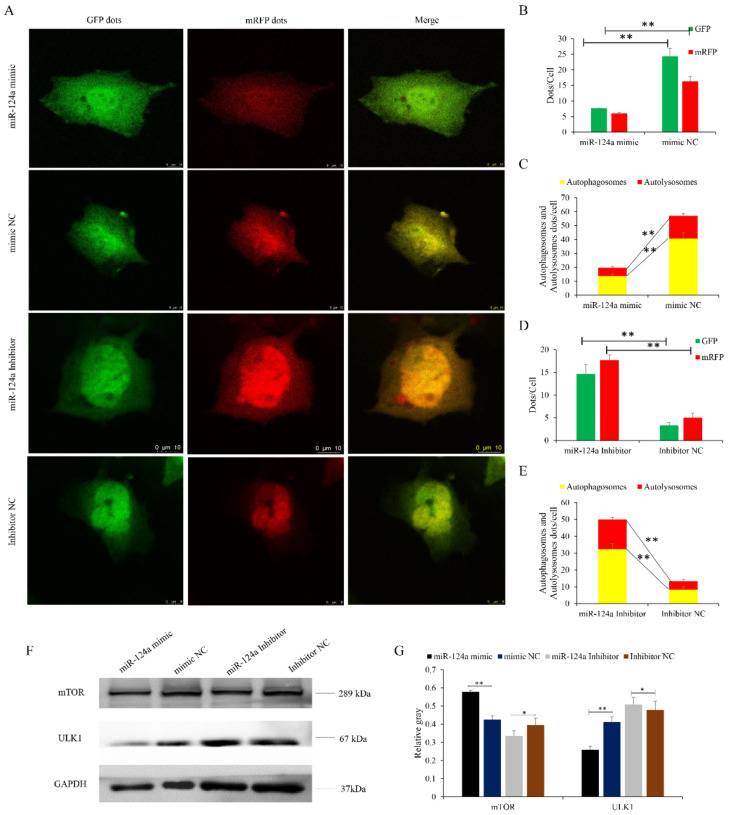 A
GFP dots
mRFP dots
Merge
miR-124a mimic
mimic NC
miR-124a Inhibitor
0 μm 10
0 μm 10
0 μm 10
Inhibitor NC
B
**
**
GFP
mRFP
Dots/Cell
30
25
20
15
10
5
0
miR-124a mimic
mimic NC
C
Autophagosomes
Autolysosomes
Autophagosomes and
Autolysosomes dots/cell
70
60
50
40
30
20
10
0
**
**
miR-124a mimic
mimic NC
D
**
**
GFP
mRFP
Dots/Cell
20
15
10
5
0
miR-124a Inhibitor
Inhibitor NC
E
Autophagosomes
Autolysosomes
Autophagosomes and
Autolysosomes dots/cell
60
50
40
30
20
10
0
**
**
miR-124a Inhibitor
Inhibitor NC
F
miR-124a mimic
mimic NC
miR-124a Inhibitor
Inhibitor NC
mTOR
289 kDa
ULK1
67 kDa
GAPDH
37kDa
G
miR-124a mimic
mimic NC
miR-124a Inhibitor
Inhibitor NC
Relative gray
0.7
0.6
0.5
0.4
0.3
0.2
0.1
0
**
*
**
*
mTOR
ULK1